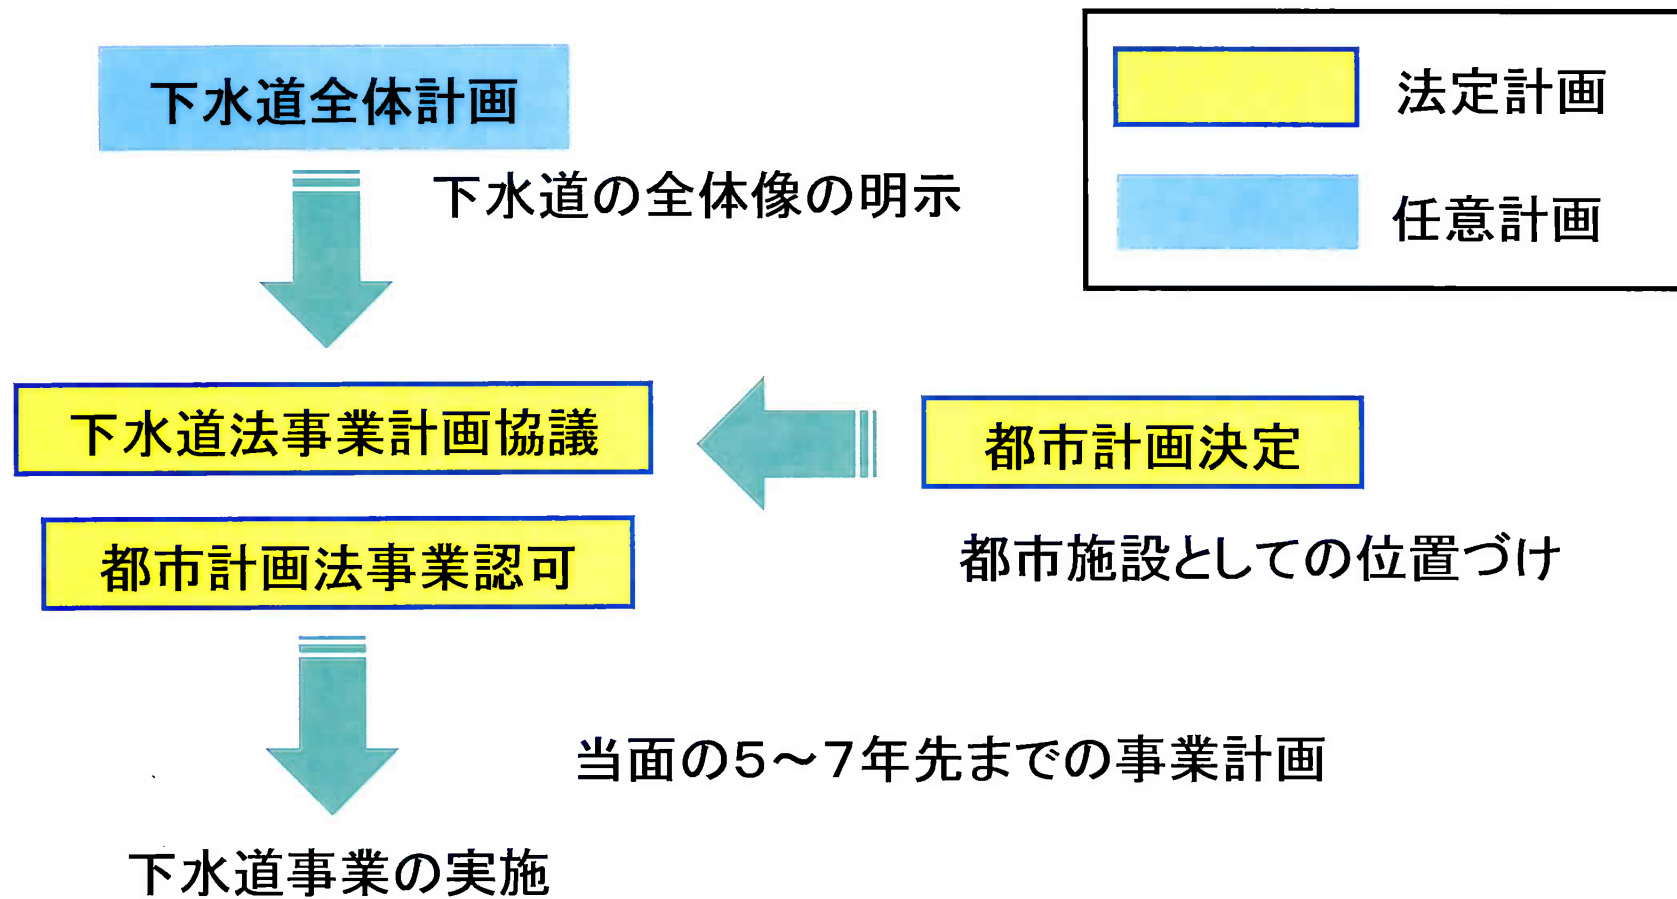 下水道全体計画
法定計画
下水道の全体像の明示
任意計画
下水道法事業計画協議
都市計画決定
都市計画法事業認可
都市施設としての位置づけ
当面の5～7年先までの事業計画
下水道事業の実施